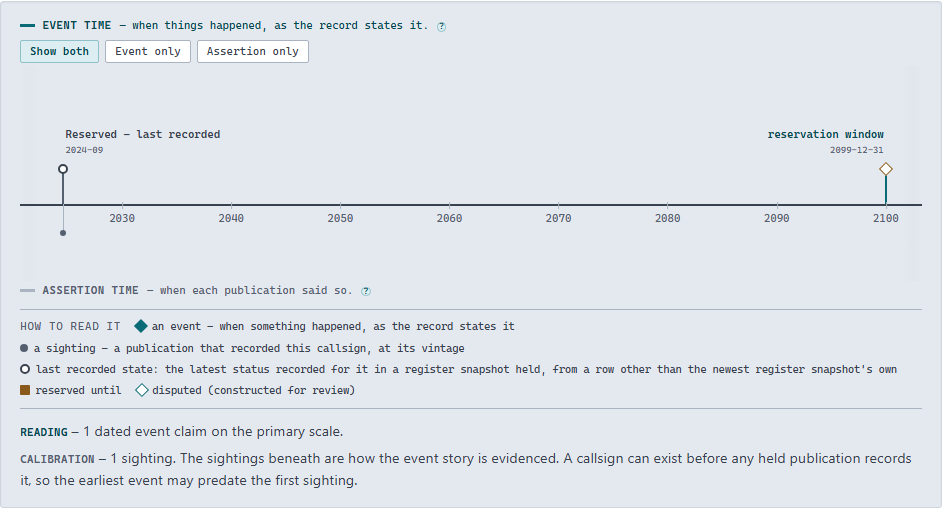 EVENT TIME — when things happened, as the record states it. ?
Show both Event only Assertion only
Reserved — last recorded
2024-09
reservation window
2099-12-31
2030 2040 2050 2060 2070 2080 2090 2100
ASSERTION TIME — when each publication said so. ?
HOW TO READ IT an event — when something happened, as the record states it
a sighting — a publication that recorded this callsign, at its vintage
last recorded state: the latest status recorded for it in a register snapshot held, from a row other than the newest register snapshot's own
reserved until disputed (constructed for review)
READING — 1 dated event claim on the primary scale.
CALIBRATION — 1 sighting. The sightings beneath are how the event story is evidenced. A callsign can exist before any held publication records
it, so the earliest event may predate the first sighting.